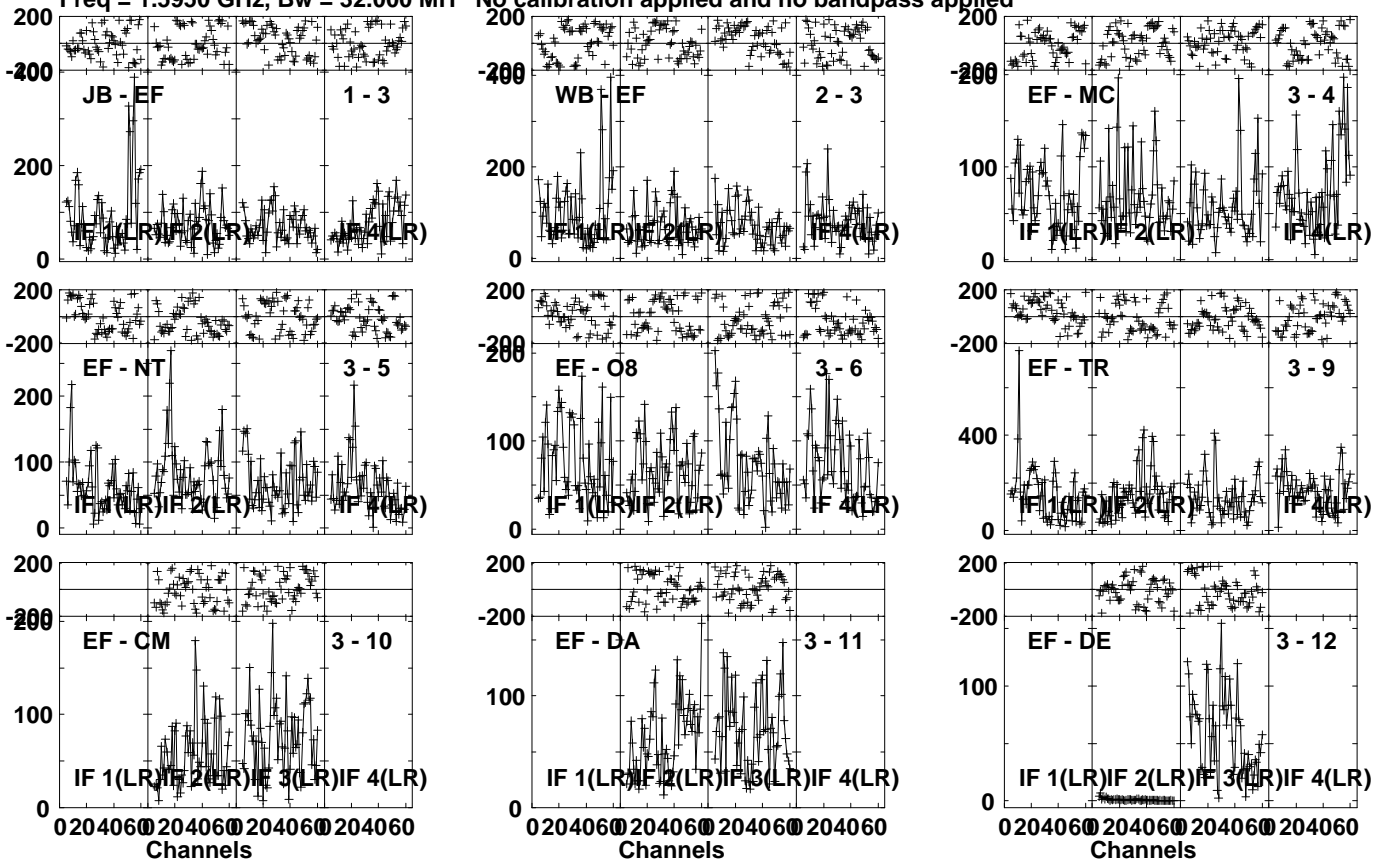 Freq = 1.5950 GHz, Bw = 32.000 MH No calibration applied and no bandpass applied
200 200 200
-200 -200 -200
400 400 200
JB - EF 1 - 3 WB - EF 2 - 3 EF - MC 3 - 4
200 200 100
IF 1(LR) IF 2(LR) IF 4(LR) IF 1(LR) IF 2(LR) IF 4(LR) IF 1(LR) IF 2(LR) IF 4(LR)
0 0 0
200 200 200
-200 -200 -200
200
EF - NT 3 - 5 EF - O8 3 - 6 EF - TR 3 - 9
200 400
100 100 200
IF 1(LR) IF 2(LR) IF 4(LR) IF 1(LR) IF 2(LR) IF 4(LR) IF 1(LR) IF 2(LR) IF 4(LR)
0 0 0
200 200 200
-200 -200 -200
200
EF - CM 3 - 10 EF - DA 3 - 11 EF - DE 3 - 12
100 100 100
IF 1(LR) IF 2(LR) IF 3(LR) IF 4(LR) IF 1(LR) IF 2(LR) IF 3(LR) IF 4(LR) IF 1(LR) IF 2(LR) IF 3(LR) IF 4(LR)
0 0 0
0 20 40 60 0 20 40 60 0 20 40 60 0 20 40 60 0 20 40 60 0 20 40 60 0 20 40 60 0 20 40 60 0 20 40 60 0 20 40 60 0 20 40 60 0 20 40 60
Channels Channels Channels